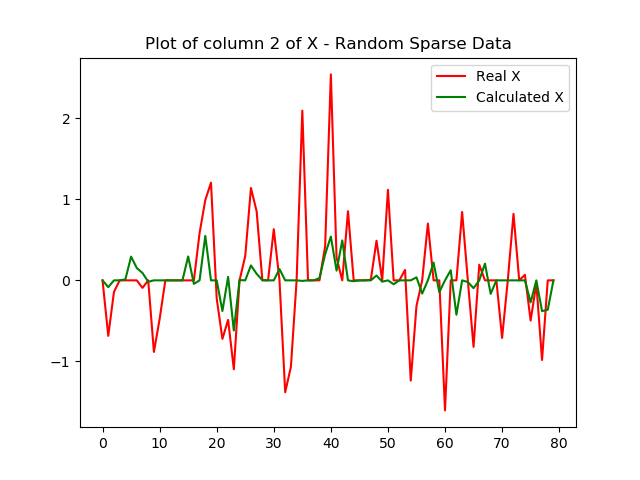 Plot of column 2 of X - Random Sparse Data
Real X
Calculated X
2
1
0
−1
0 10 20 30 40 50 60 70 80